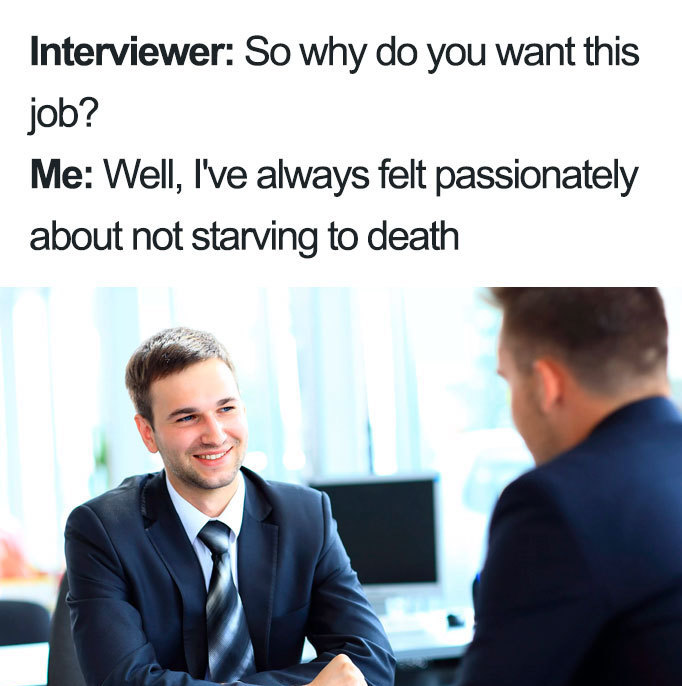 Interviewer: So why do you want this
job?
Me: Well, I've always felt passionately
about not starving to death